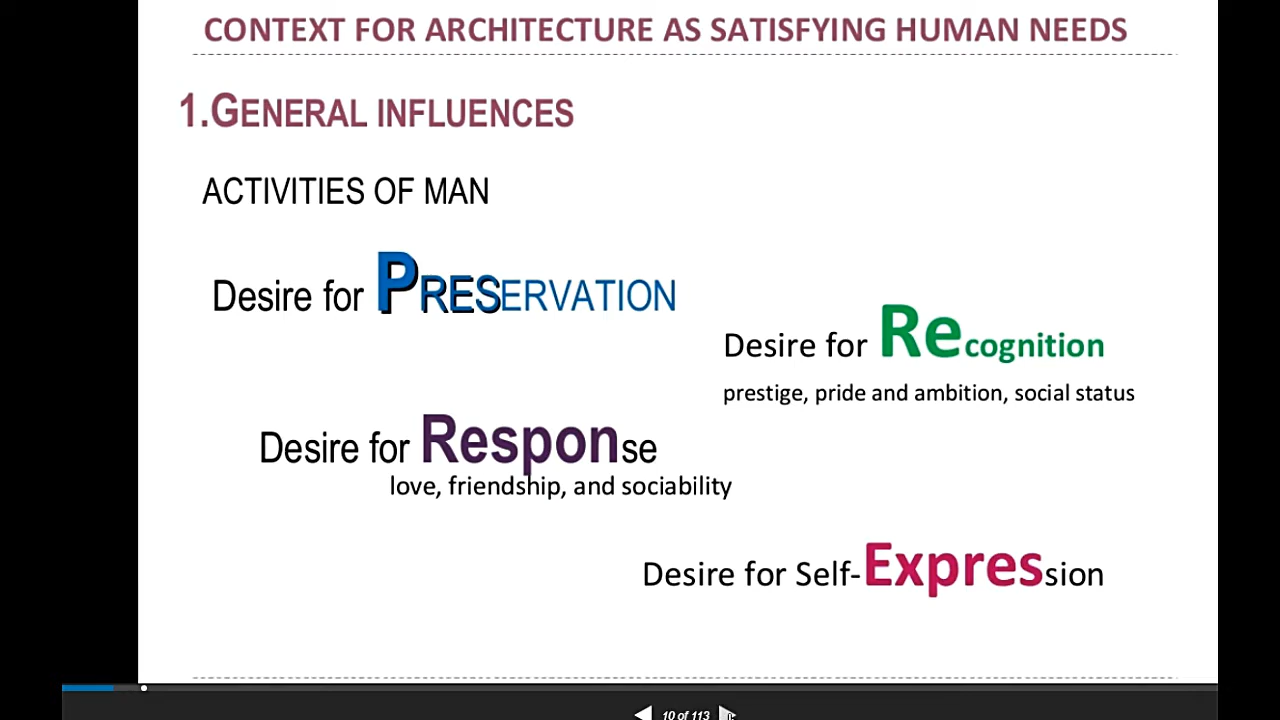 CONTEXT FOR ARCHITECTURE AS SATISFYING HUMAN NEEDS
1.GENERAL INFLUENCES
ACTIVITIES OF MAN
Desire for PRESERVATION
Desire for Recognition
prestige, pride and ambition, social status
Desire for Response
love, friendship, and sociability
Desire for Self-Expression
10 of 113